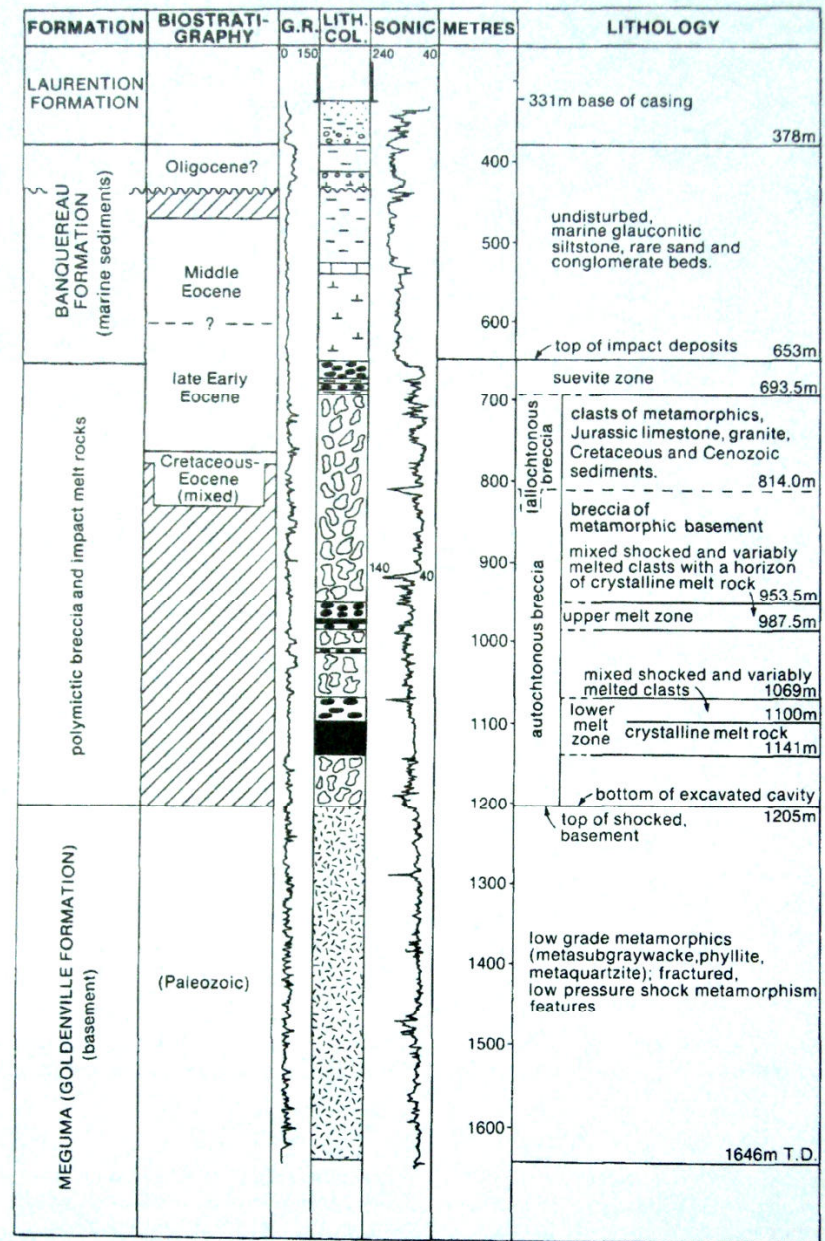 FORMATION
BIOSTRATI-
GRAPHY
G.R.
LITH.
COL.
SONIC
METRES
LITHOLOGY
0 150
240 40
LAURENTION
FORMATION
331m base of casing
378m
Oligocene?
400
BANQUEREAU
FORMATION
(marine sediments)
undisturbed,
marine glauconitic
siltstone, rare sand and
conglomerate beds.
500
Middle
Eocene
?
600
top of impact deposits
653m
late Early
Eocene
suevite zone
693.5m
700
polymictic breccia and impact melt rocks
allochtonous
breccia
clasts of metamorphics,
Jurassic limestone, granite,
Cretaceous and Cenozoic
sediments.
814.0m
Cretaceous-
Eocene
(mixed)
800
autochtonous breccia
breccia of
metamorphic basement
900
140 40
mixed shocked and variably
melted clasts with a horizon
of crystalline melt rock
953.5m
upper melt zone
987.5m
1000
mixed shocked and variably
melted clasts
1069m
1100
lower
melt
zone
1100m
crystalline melt rock
1141m
1200
bottom of excavated cavity
1205m
top of shocked,
basement
MEGUMA (GOLDENVILLE FORMATION)
(basement)
(Paleozoic)
1300
1400
1500
1600
low grade metamorphics
(metasubgraywacke,phyllite,
metaquartzite); fractured,
low pressure shock metamorphism
features
1646m T.D.